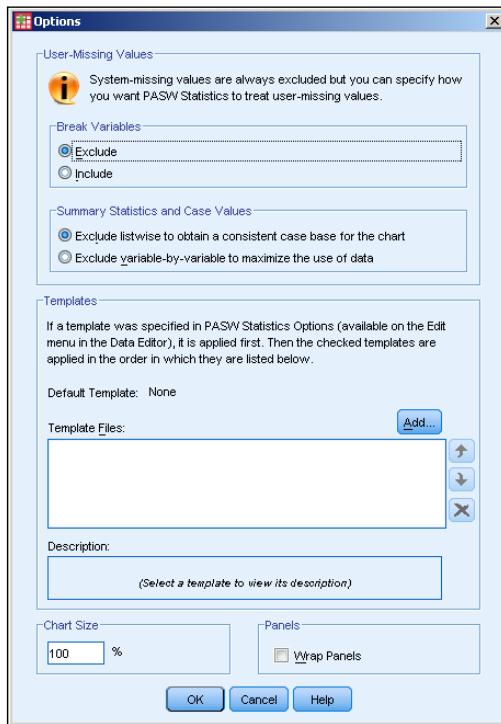 Options
User-Missing Values
System-missing values are always excluded but you can specify how
you want PASW Statistics to treat user-missing values.
Break Variables
Exclude
Include
Summary Statistics and Case Values
Exclude listwise to obtain a consistent case base for the chart
Exclude variable-by-variable to maximize the use of data
Templates
If a template was specified in PASW Statistics Options (available on the Edit
menu in the Data Editor), it is applied first. Then the checked templates are
applied in the order in which they are listed below.
Default Template: None
Template Files:
Add...
Description:
(Select a template to view its description)
Chart Size
100 %
Panels
Wrap Panels
OK Cancel Help